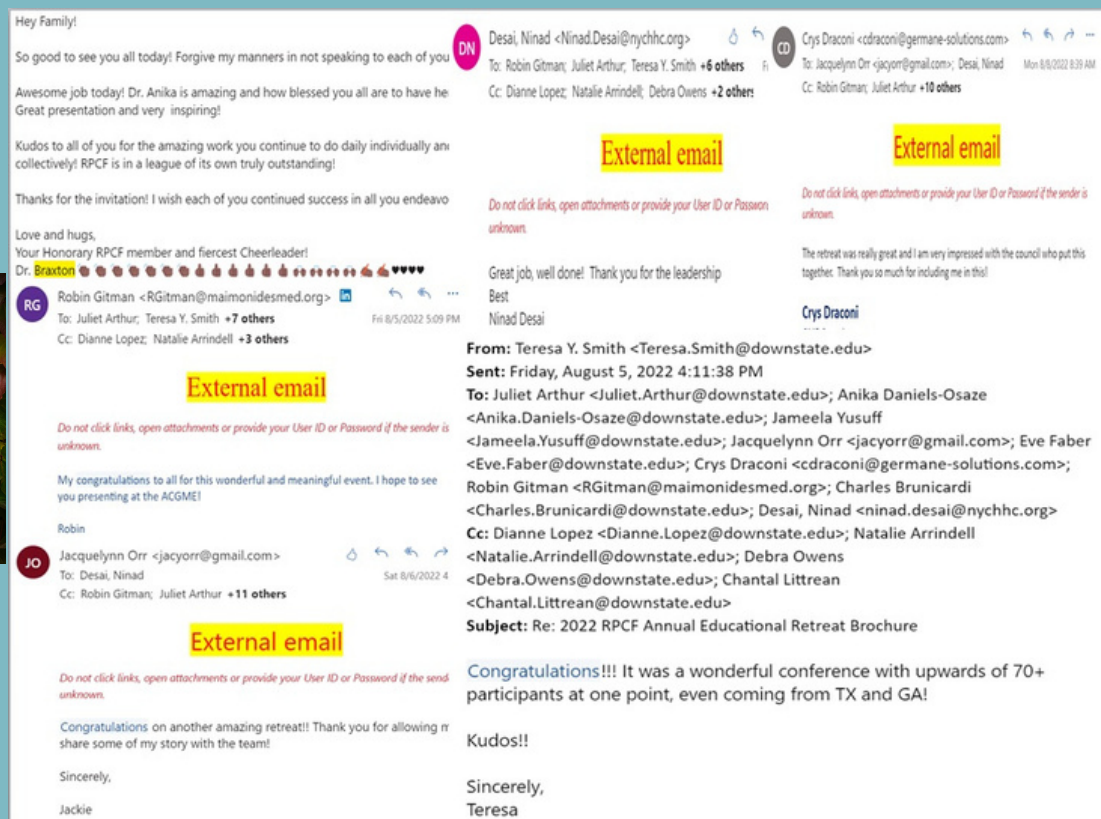 Hey Family!
So good to see you all today! Forgive my manners in not speaking to each of you
Awesome job today! Dr. Anika is amazing and how blessed you all are to have he
Great presentation and very inspiring!
Kudos to all of you for the amazing work you continue to do daily individually and
collectively! RPCF is in a league of its own truly outstanding!
Thanks for the invitation! I wish each of you continued success in all you endeavo
Love and hugs,
Your Honorary RPCF member and fiercest Cheerleader!
Dr. Braxton
RG
Robin Gitman <RGitman@maimonidesmed.org>
To: Juliet Arthur; Teresa Y. Smith +7 others
Fri 8/5/2022 5:09 PM
Cc: Dianne Lopez; Natalie Arrindell +3 others
External email
Do not click links, open attachments or provide your User ID or Password if the sender is
unknown.
My congratulations to all for this wonderful and meaningful event. I hope to see
you presenting at the ACGME!
Robin
JO
Jacquelynn Orr <jacyorr@gmail.com>
To: Desai, Ninad
Sat 8/6/2022 4
Cc: Robin Gitman; Juliet Arthur +11 others
External email
Do not click links, open attachments or provide your User ID or Password if the send
unknown.
Congratulations on another amazing retreat!! Thank you for allowing m
share some of my story with the team!
Sincerely,
Jackie
DN
Desai, Ninad <Ninad.Desai@nychhc.org>
To: Robin Gitman; Juliet Arthur; Teresa Y. Smith +6 others
Cc: Dianne Lopez; Natalie Arrindell; Debra Owens +2 others
External email
Do not click links, open attachments or provide your User ID or Passwor
unknown.
Great job, well done! Thank you for the leadership
Best
Ninad Desai
CD
Crys Draconi <cdraconi@germane-solutions.com>
To: Jacquelynn Orr <jacyorr@gmail.com>; Desai, Ninad
Mon 8/8/2022 8:39 AM
Cc: Robin Gitman; Juliet Arthur +10 others
External email
Do not click links, open attachments or provide your User ID or Password if the sender is
unknown.
The retreat was really great and I am very impressed with the council who put this
together. Thank you so much for including me in this!
Crys Draconi
From: Teresa Y. Smith <Teresa.Smith@downstate.edu>
Sent: Friday, August 5, 2022 4:11:38 PM
To: Juliet Arthur <Juliet.Arthur@downstate.edu>; Anika Daniels-Osaze
<Anika.Daniels-Osaze@downstate.edu>; Jameela Yusuff
<Jameela.Yusuff@downstate.edu>; Jacquelynn Orr <jacyorr@gmail.com>; Eve Faber
<Eve.Faber@downstate.edu>; Crys Draconi <cdraconi@germane-solutions.com>;
Robin Gitman <RGitman@maimonidesmed.org>; Charles Brunicardi
<Charles.Brunicardi@downstate.edu>; Desai, Ninad <ninad.desai@nychhc.org>
Cc: Dianne Lopez <Dianne.Lopez@downstate.edu>; Natalie Arrindell
<Natalie.Arrindell@downstate.edu>; Debra Owens
<Debra.Owens@downstate.edu>; Chantal Littrean
<Chantal.Littrean@downstate.edu>
Subject: Re: 2022 RPCF Annual Educational Retreat Brochure
Congratulations!!! It was a wonderful conference with upwards of 70+
participants at one point, even coming from TX and GA!
Kudos!!
Sincerely,
Teresa